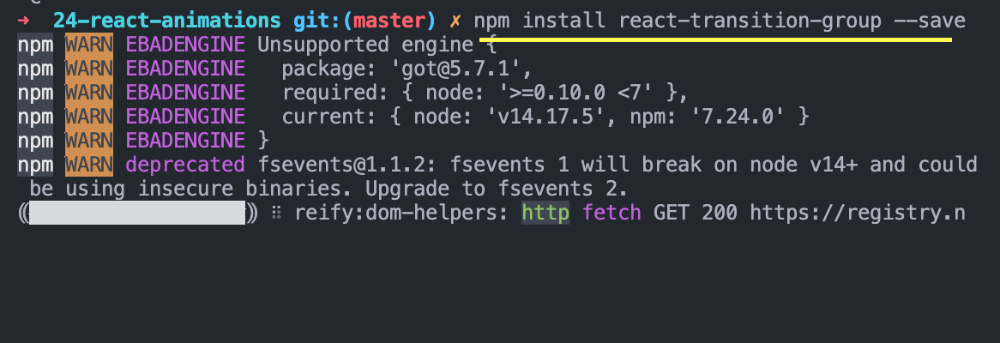 ➜ 24-react-animations git:(master) ✗ npm install react-transition-group --save
npm WARN EBADENGINE Unsupported engine {
npm WARN EBADENGINE   package: 'got@5.7.1',
npm WARN EBADENGINE   required: { node: '>=0.10.0 <7' },
npm WARN EBADENGINE   current: { node: 'v14.17.5', npm: '7.24.0' }
npm WARN EBADENGINE }
npm WARN deprecated fsevents@1.1.2: fsevents 1 will break on node v14+ and could
be using insecure binaries. Upgrade to fsevents 2.
(( )) ⠿ reify:dom-helpers: http fetch GET 200 https://registry.n